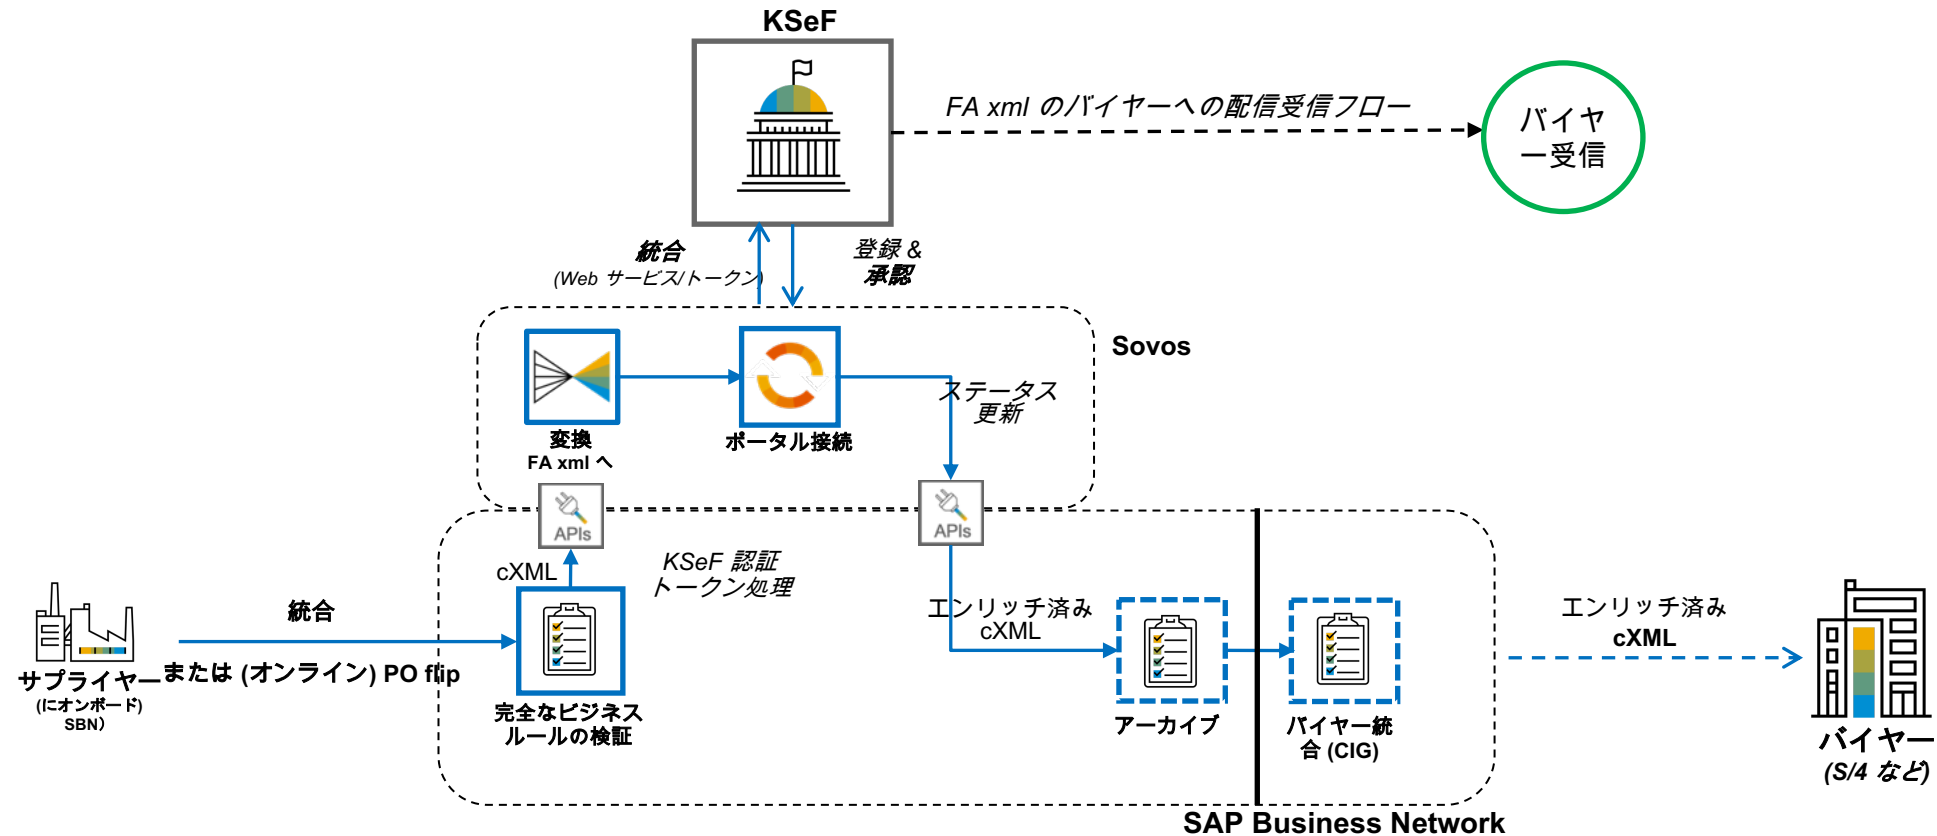 KSeF
FA xml のバイヤーへの配信受信フロー
バイヤ
ー受信
統合
(Web サービス/トークン)
登録 &
承認
Sovos
変換
FA xml へ
ポータル接続
ステータス
更新
APIs
APIs
cXML
KSeF 認証
トークン処理
統合
または (オンライン) PO flip
サプライヤー
(にオンボード)
SBN）
完全なビジネス
ルールの検証
エンリッチ済み
cXML
アーカイブ
バイヤー統
合 (CIG)
エンリッチ済み
cXML
バイヤー
(S/4 など)
SAP Business Network